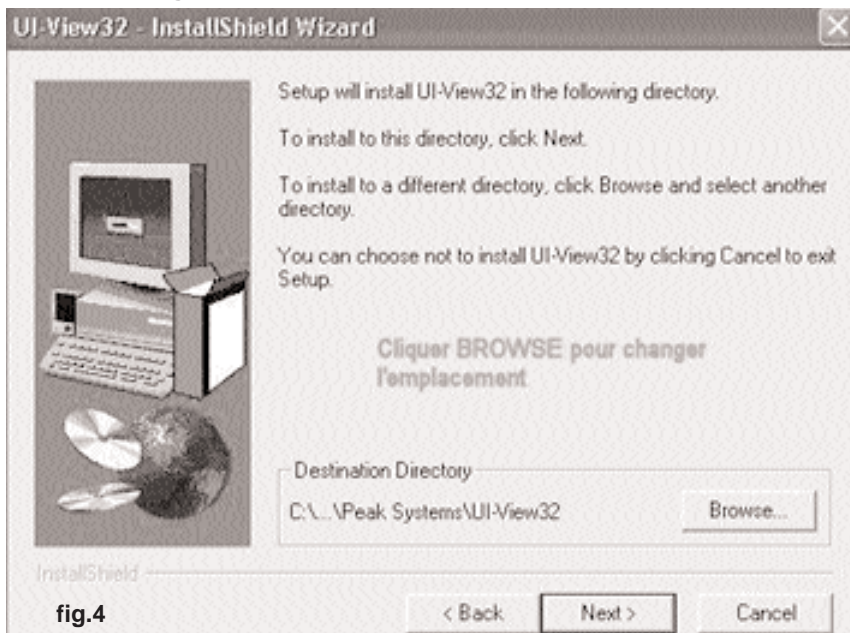 UI-View32 - InstallShield Wizard
Setup will install UI-View32 in the following directory.
To install to this directory, click Next.
To install to a different directory, click Browse and select another
directory.
You can choose not to install UI-View32 by clicking Cancel to exit
Setup.
Cliquer BROWSE pour changer
l'emplacement
Destination Directory
C:\...\Peak Systems\UI-View32
Browse...
InstallShield
fig.4
< Back
Next >
Cancel